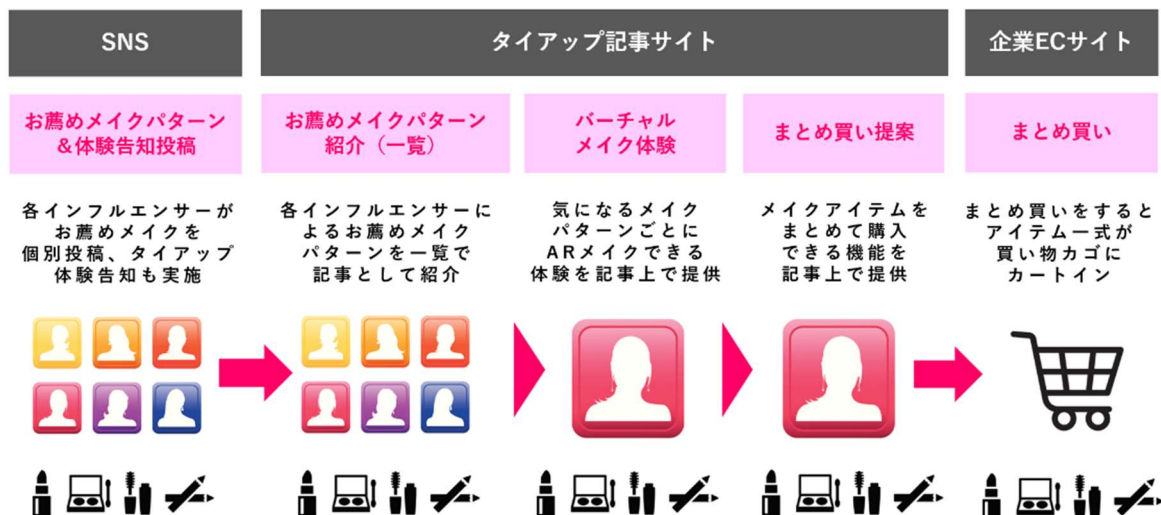 SNS
タイアップ記事サイト
企業ECサイト
お薦めメイクパターン
&体験告知投稿
お薦めメイクパターン
紹介（一覧）
バーチャル
メイク体験
まとめ買い提案
まとめ買い
各インフルエンサーが
お薦めメイクを
個別投稿、タイアップ
体験告知も実施
各インフルエンサーに
よるお薦めメイク
パターンを一覧で
記事として紹介
気になるメイク
パターンごとに
ARメイクできる
体験を記事上で提供
メイクアイテムを
まとめて購入
できる機能を
記事上で提供
まとめ買いをすると
アイテム一式が
買い物カゴに
カートイン